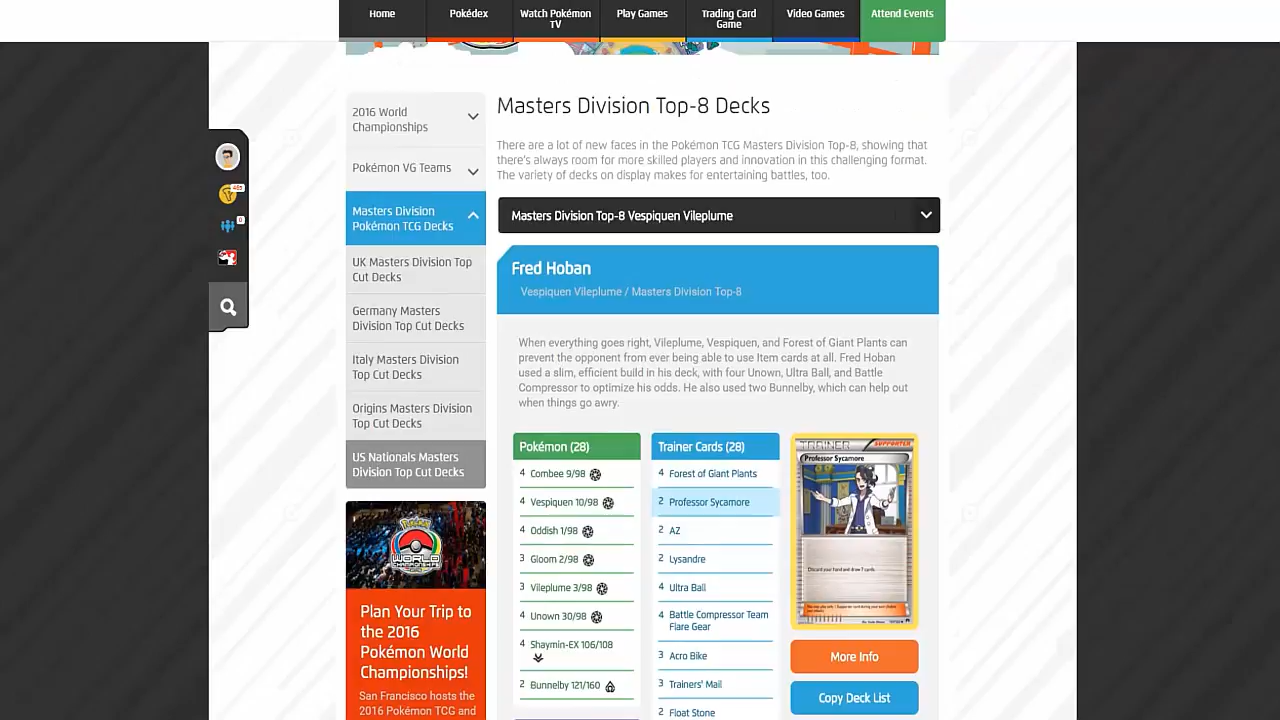 Home
Pokédex
Watch Pokémon
TV
Play Games
Trading Card
Game
Video Games
Attend Events
2016 World
Championships
Pokémon VG Teams
Masters Division
Pokémon TCG Decks
UK Masters Division Top
Cut Decks
Germany Masters
Division Top Cut Decks
Italy Masters Division
Top Cut Decks
Origins Masters Division
Top Cut Decks
US Nationals Masters
Division Top Cut Decks
Pokémon
WORLD
CHAMPIONSHIPS
Plan Your Trip to
the 2016
Pokémon World
Championships!
San Francisco hosts the
2016 Pokémon TCG and
Masters Division Top-8 Decks
There are a lot of new faces in the Pokémon TCG Masters Division Top-8, showing that
there's always room for more skilled players and innovation in this challenging format.
The variety of decks on display makes for entertaining battles, too.
Masters Division Top-8 Vespiquen Vileplume
Fred Hoban
Vespiquen Vileplume / Masters Division Top-8
When everything goes right, Vileplume, Vespiquen, and Forest of Giant Plants can
prevent the opponent from ever being able to use Item cards at all. Fred Hoban
used a slim, efficient build in his deck, with four Unown, Ultra Ball, and Battle
Compressor to optimize his odds. He also used two Bunnelby, which can help out
when things go awry.
Pokémon (28)
4 Combee 9/98
4 Vespiquen 10/98
4 Oddish 1/98
3 Gloom 2/98
3 Vileplume 3/98
4 Unown 30/98
4 Shaymin-EX 106/108
2 Bunnelby 121/160
Trainer Cards (28)
4 Forest of Giant Plants
2 Professor Sycamore
2 AZ
2 Lysandre
4 Ultra Ball
4 Battle Compressor Team
Flare Gear
3 Acro Bike
3 Trainers' Mail
2 Float Stone
TRAINER
SUPPORTER
Professor Sycamore
Discard your hand and draw 7 cards.
More Info
Copy Deck List